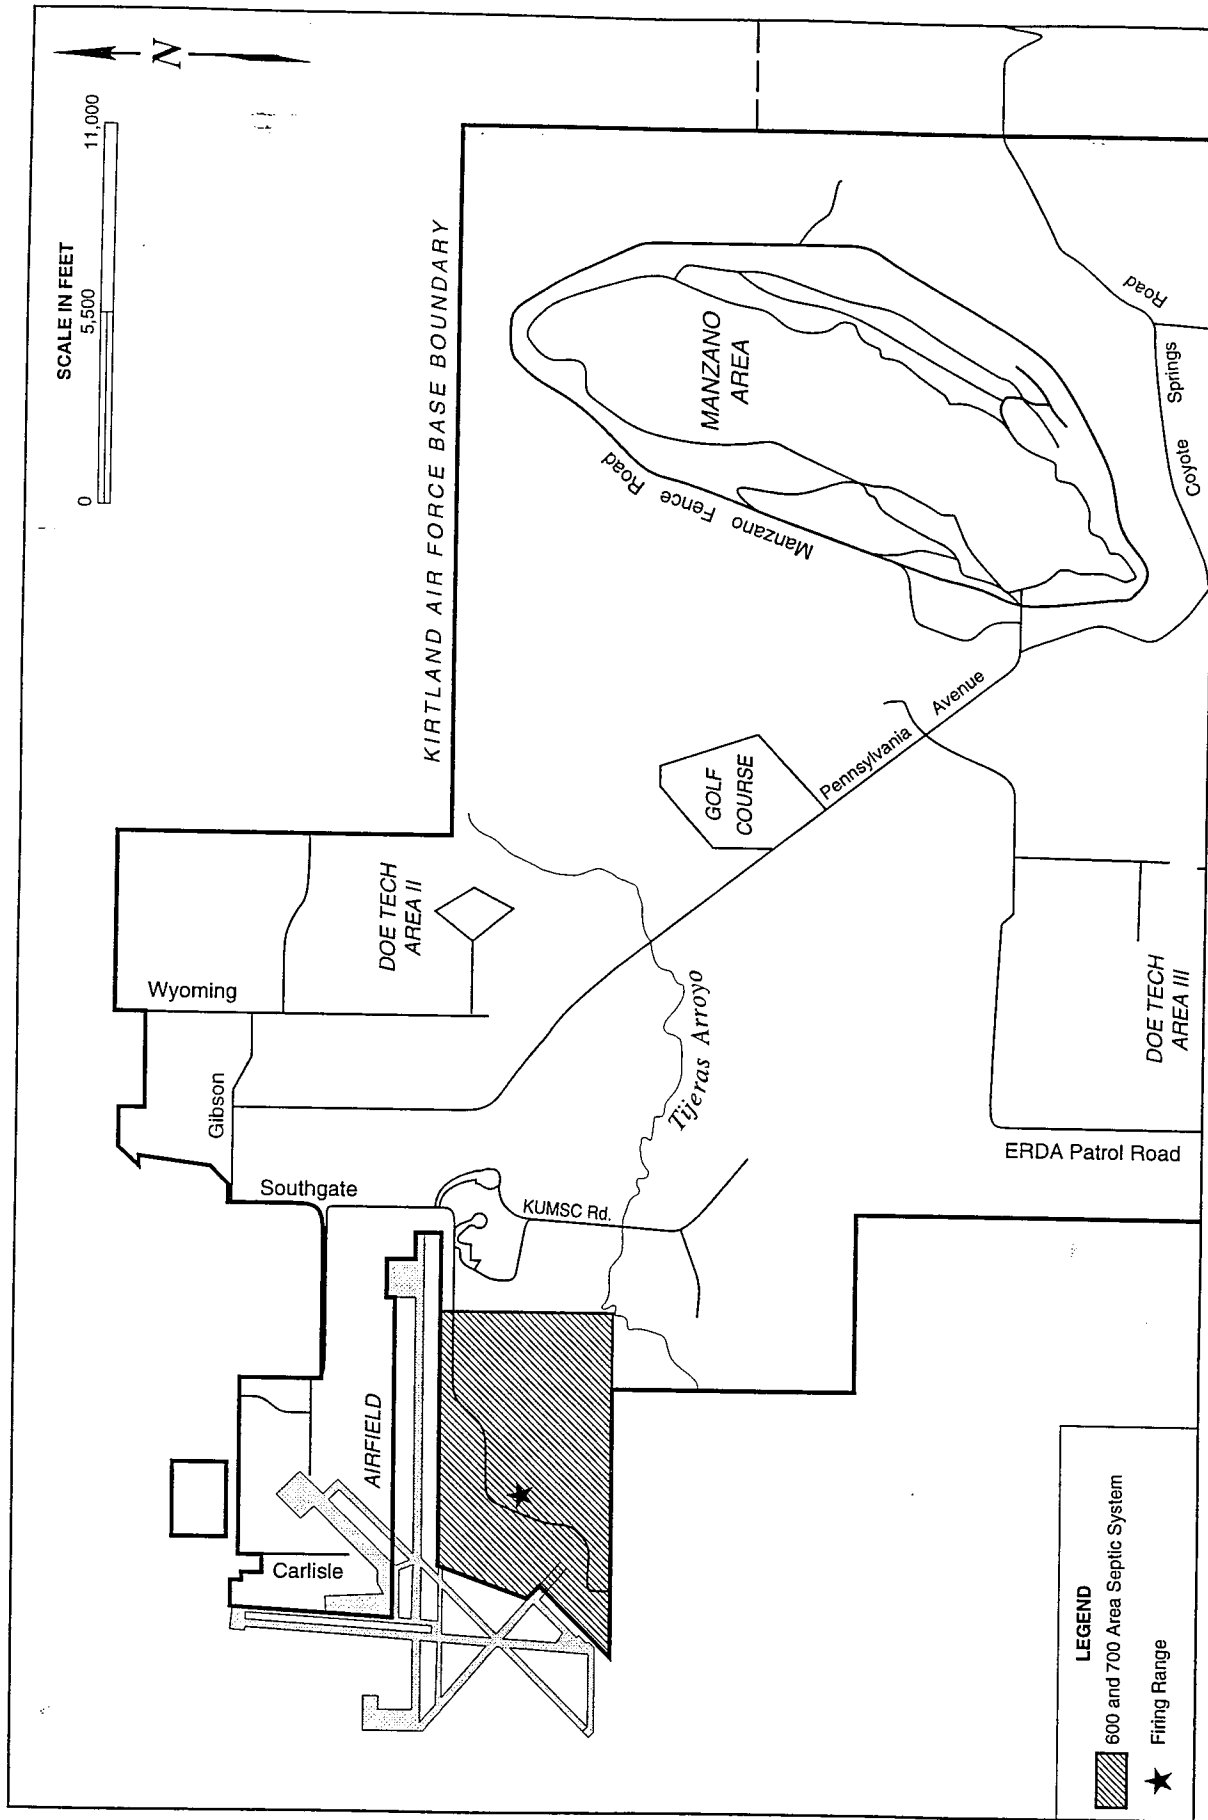 N
SCALE IN FEET
0 5,500 11,000
KIRTLAND AIR FORCE BASE BOUNDARY
Wyoming
Gibson
Southgate
Carlisle
AIRFIELD
DOE TECH
AREA II
KUMSC Rd.
Tijeras Arroyo
GOLF
COURSE
Pennsylvania Avenue
MANZANO
AREA
Manzano Fence Road
Coyote Springs Road
ERDA Patrol Road
DOE TECH
AREA III
LEGEND
600 and 700 Area Septic System
Firing Range